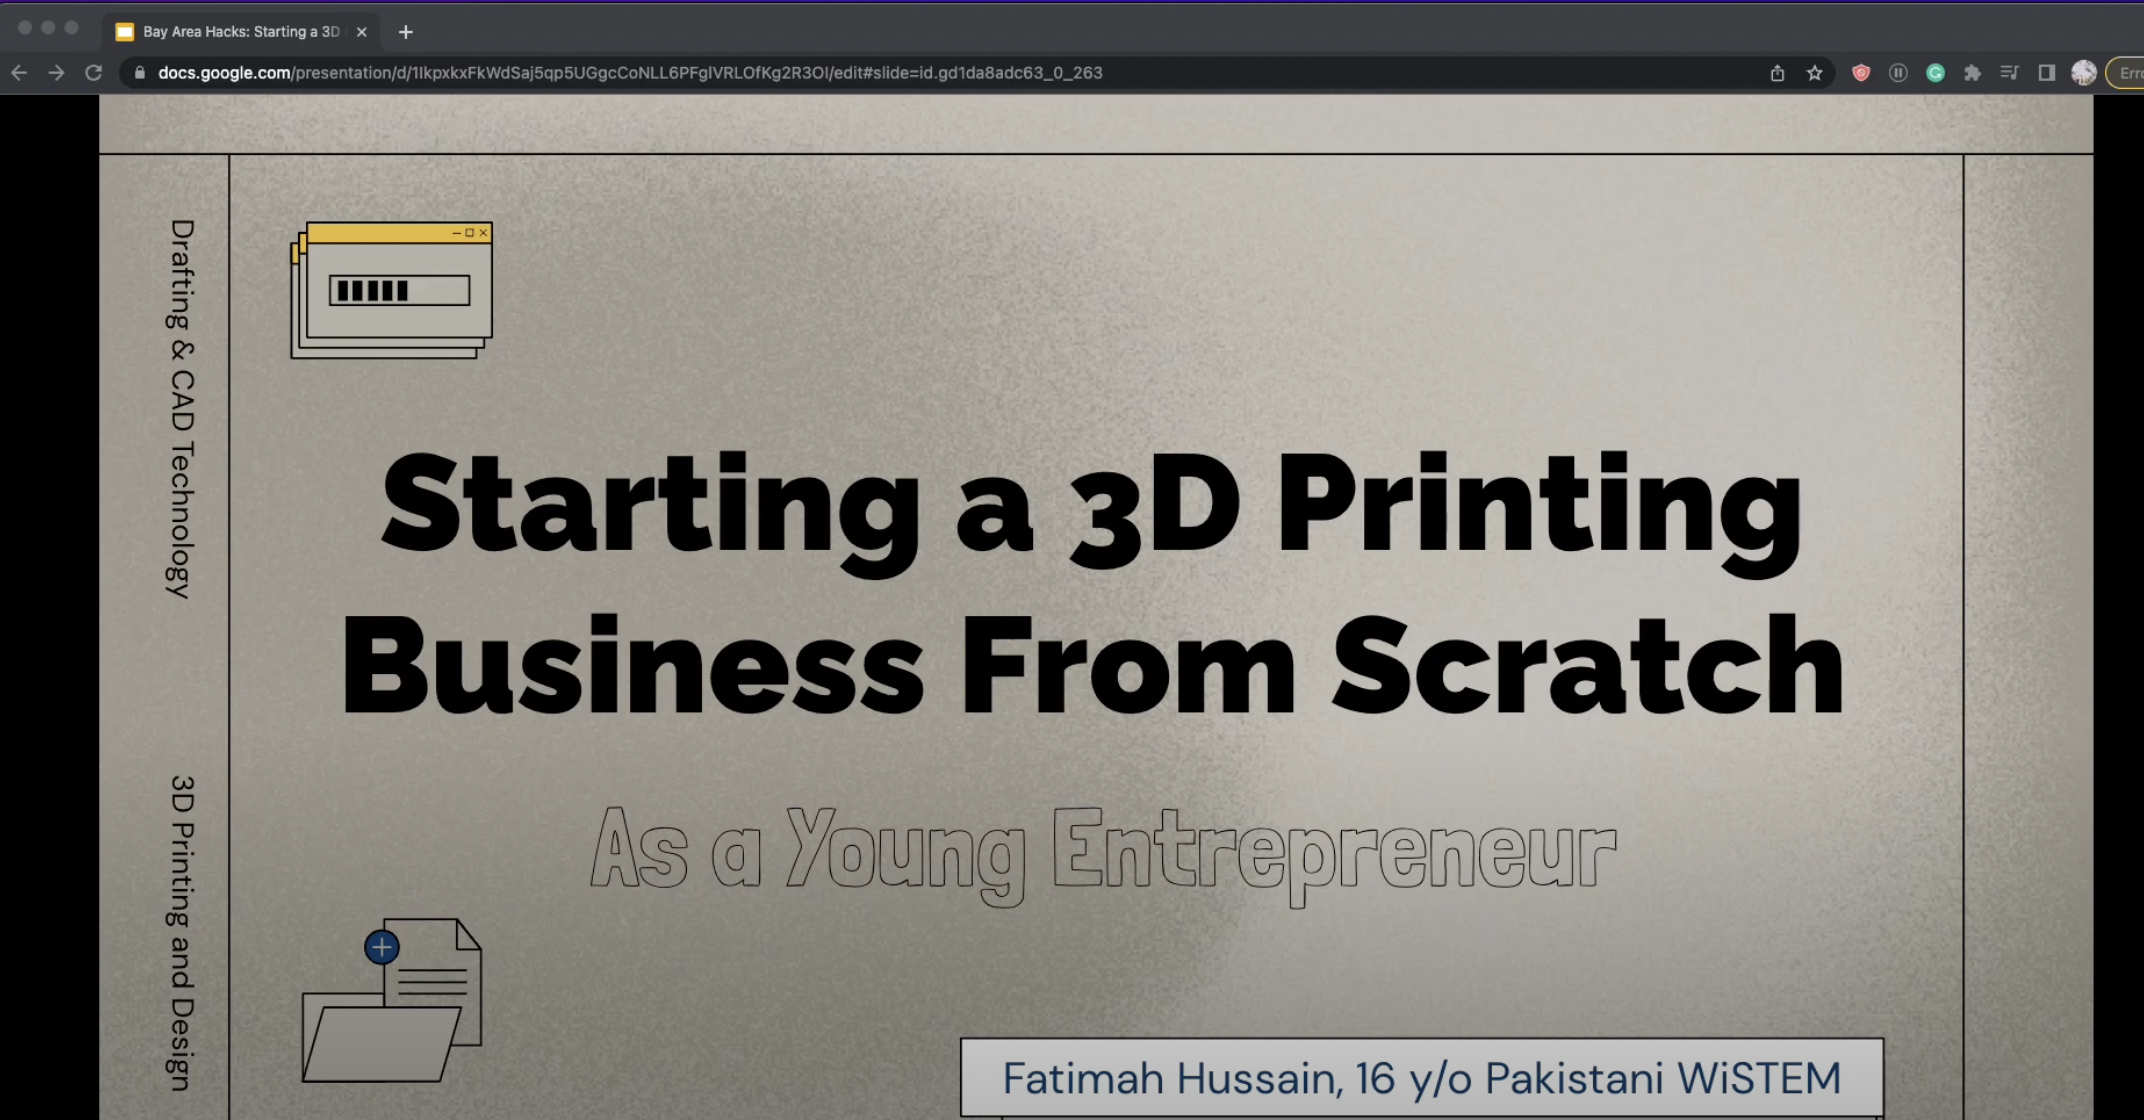 Bay Area Hacks: Starting a 3D
docs.google.com/presentation/d/1IkpxkxFkWdSaj5qp5UGgcCoNLL6PFglVRLOfKg2R3OI/edit#slide=id.gd1da8adc63_0_263
Erro
Drafting & CAD Technology
3D Printing and Design
Starting a 3D Printing
Business From Scratch
As a Young Entrepreneur
Fatimah Hussain, 16 y/o Pakistani WiSTEM